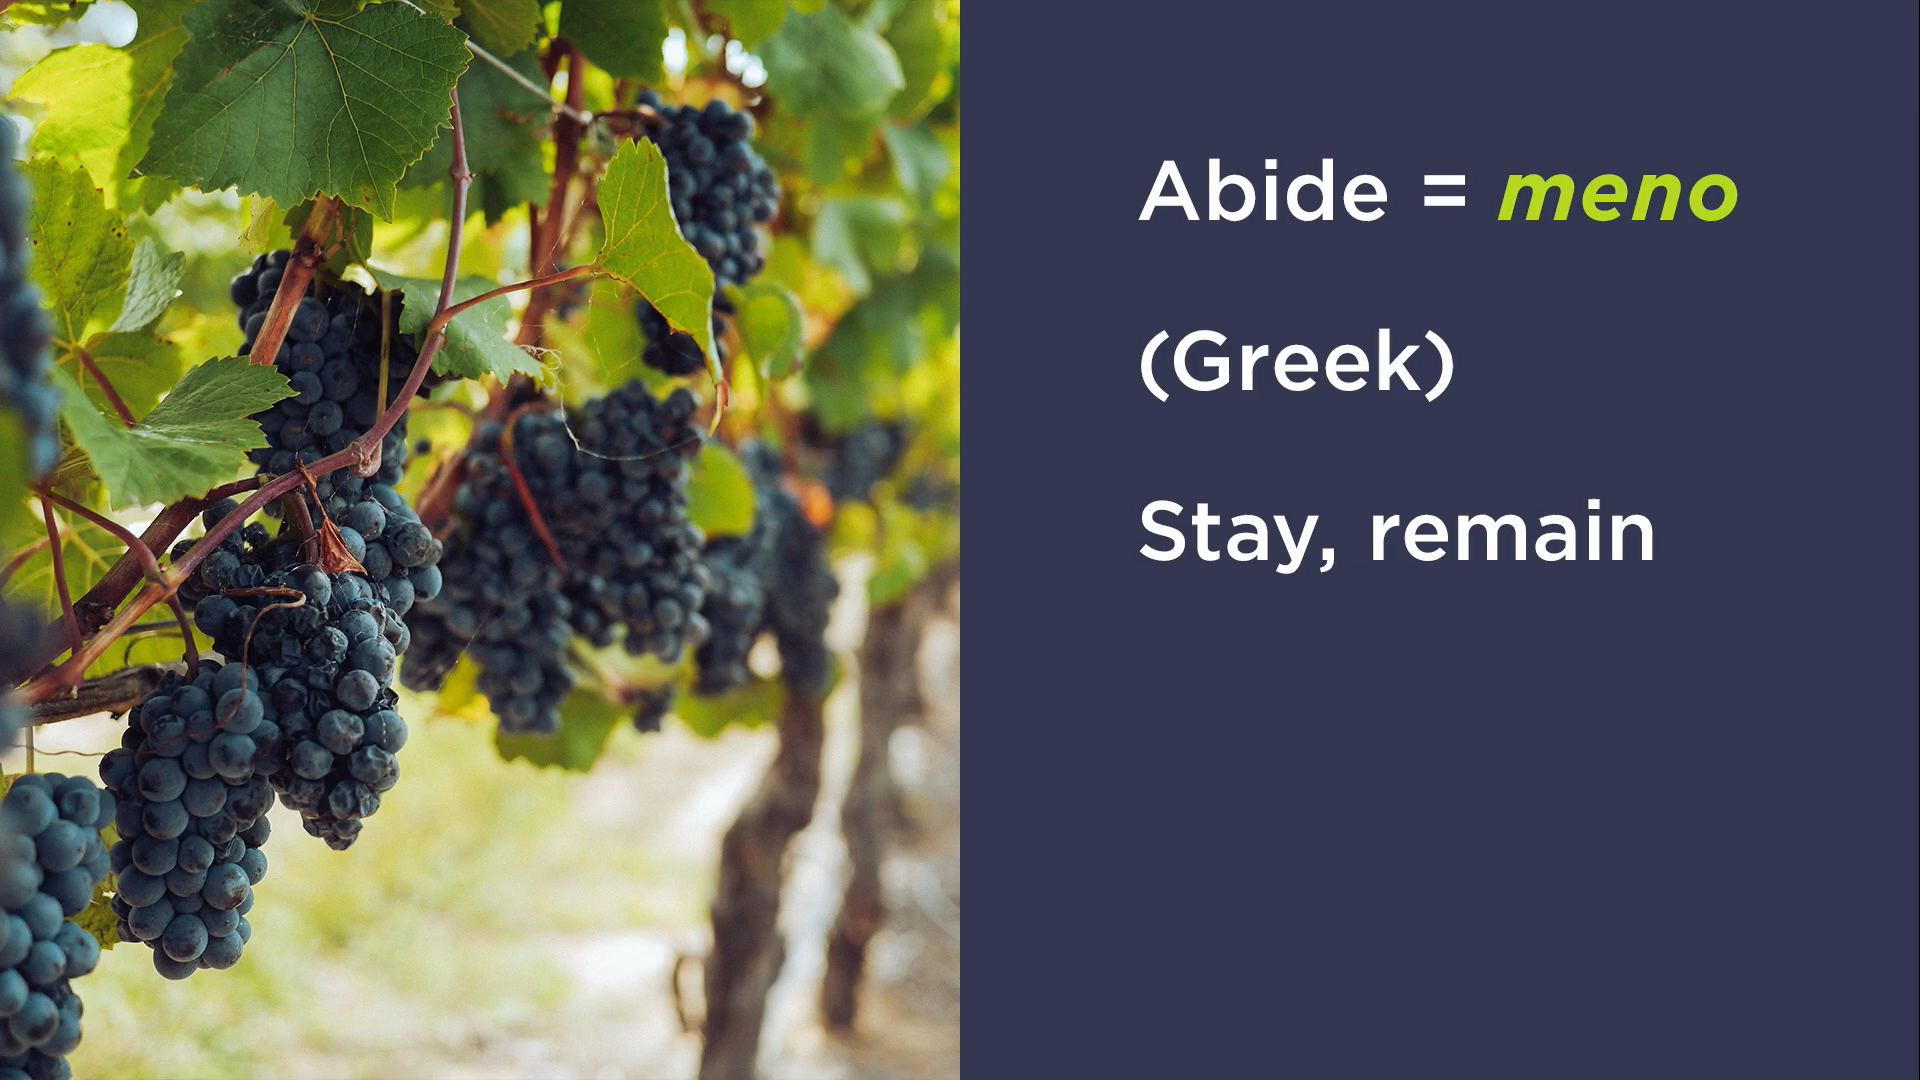 Abide = meno
(Greek)
Stay, remain